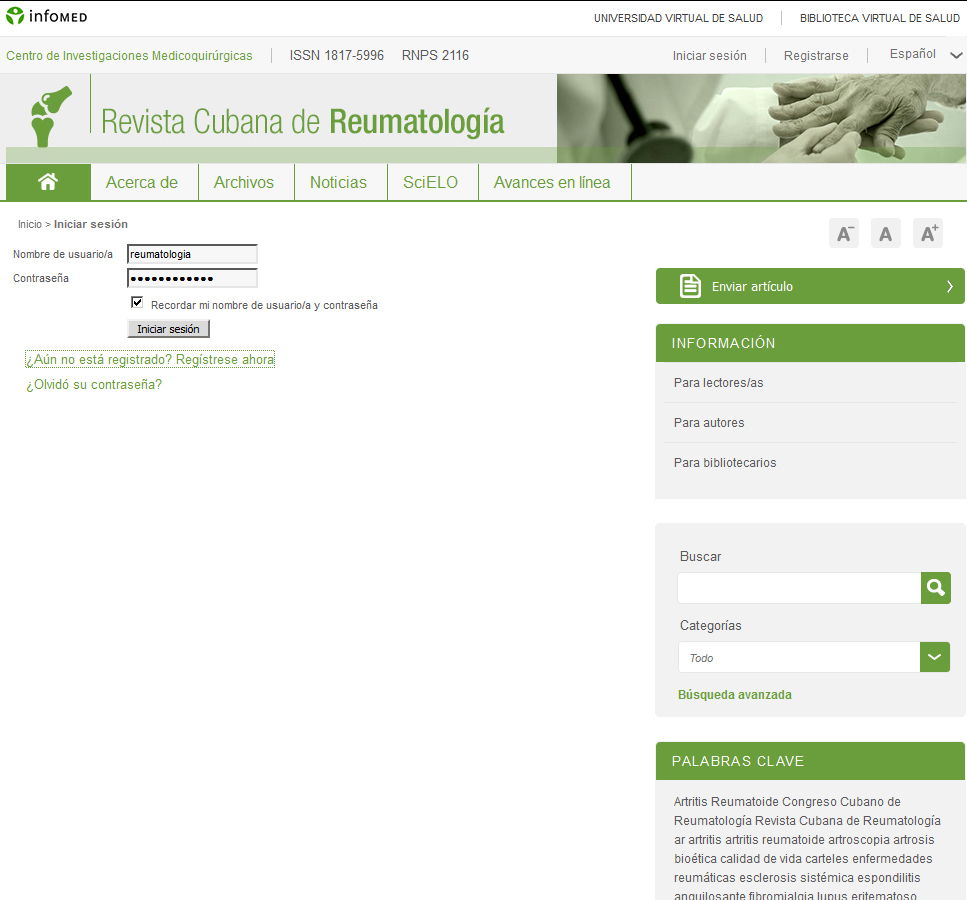 infOMED
UNIVERSIDAD VIRTUAL DE SALUD
BIBLIOTECA VIRTUAL DE SALUD
Centro de Investigaciones Medicoquirúrgicas
ISSN 1817-5996
RNPS 2116
Iniciar sesión
Registrarse
Español
Revista Cubana de Reumatología
Acerca de
Archivos
Noticias
SciELO
Avances en línea
Inicio > Iniciar sesión
Nombre de usuario/a
reumatologia
Contraseña
Recordar mi nombre de usuario/a y contraseña
Iniciar sesión
¿Aún no está registrado? Regístrese ahora
¿Olvidó su contraseña?
A-
A
A+
Enviar artículo
INFORMACIÓN
Para lectores/as
Para autores
Para bibliotecarios
Buscar
Categorías
Todo
Búsqueda avanzada
PALABRAS CLAVE
Artritis Reumatoide Congreso Cubano de
Reumatología Revista Cubana de Reumatología
ar artritis artritis reumatoide artroscopia artrosis
bioética calidad de vida carteles enfermedades
reumáticas esclerosis sistémica espondilitis
anquilosante fibromialgia lupus eritematoso